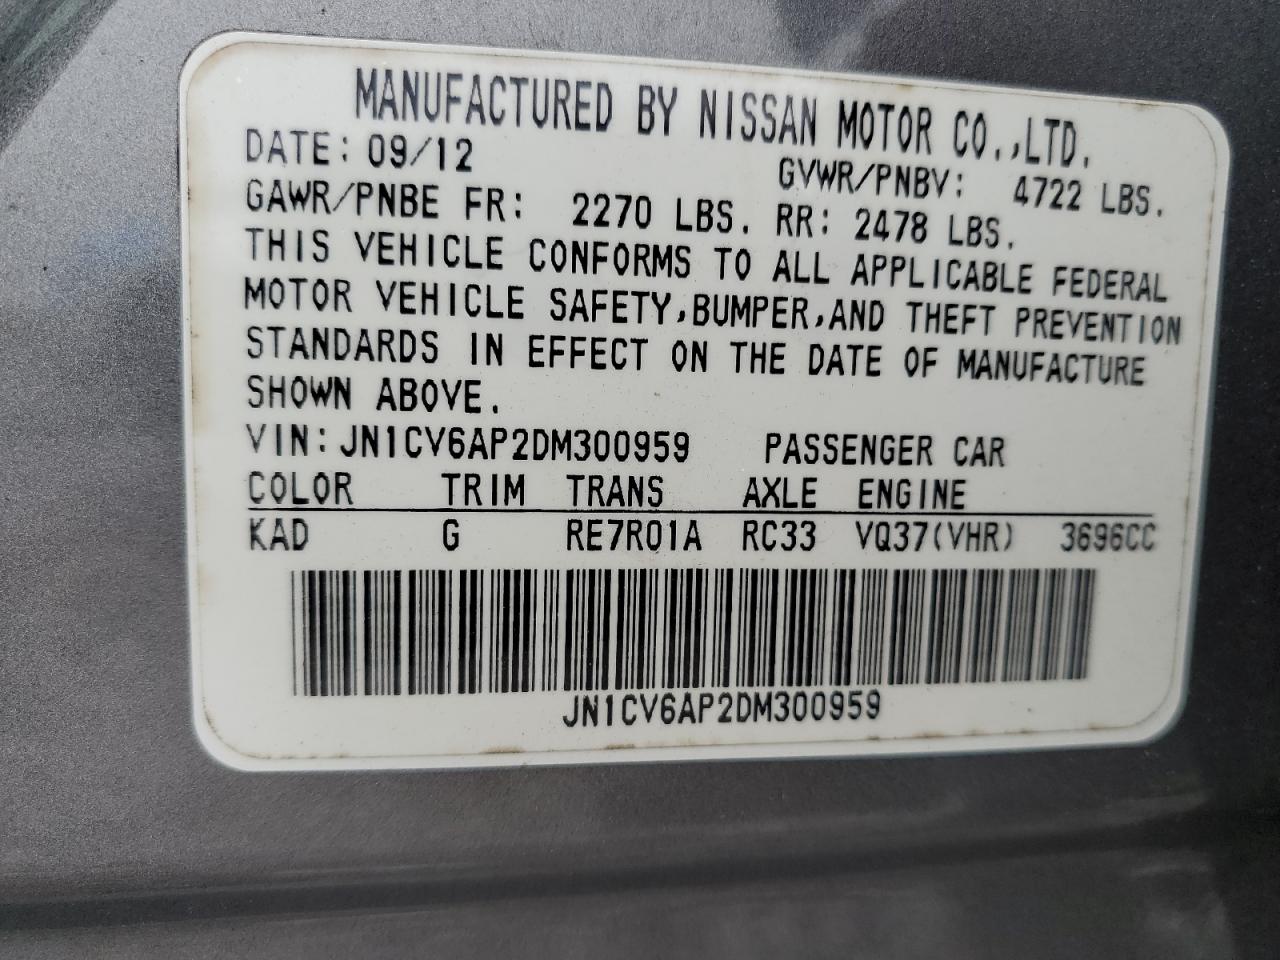 MANUFACTURED BY NISSAN MOTOR CO.,LTD.
DATE: 09/12 GVWR/PNBV: 4722 LBS.
GAWR/PNBE FR: 2270 LBS. RR: 2478 LBS.
THIS VEHICLE CONFORMS TO ALL APPLICABLE FEDERAL
MOTOR VEHICLE SAFETY,BUMPER,AND THEFT PREVENTION
STANDARDS IN EFFECT ON THE DATE OF MANUFACTURE
SHOWN ABOVE.
VIN: JN1CV6AP2DM300959 PASSENGER CAR
COLOR TRIM TRANS AXLE ENGINE
KAD G RE7R01A RC33 VQ37(VHR) 3696CC
JN1CV6AP2DM300959